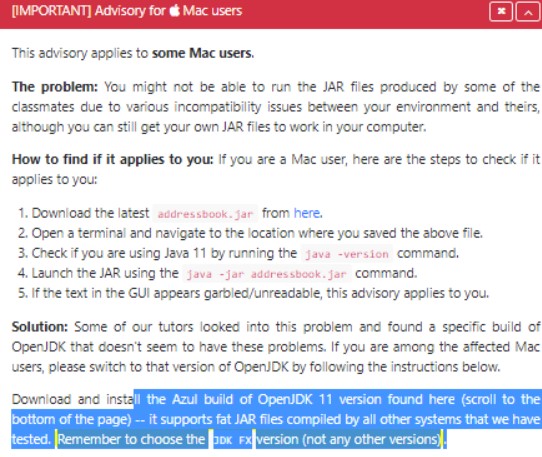 [IMPORTANT] Advisory for Mac users
This advisory applies to some Mac users.
The problem: You might not be able to run the JAR files produced by some of the
classmates due to various incompatibility issues between your environment and theirs,
although you can still get your own JAR files to work in your computer.
How to find if it applies to you: If you are a Mac user, here are the steps to check if it
applies to you:
1. Download the latest addressbook.jar from here.
2. Open a terminal and navigate to the location where you saved the above file.
3. Check if you are using Java 11 by running the java -version command.
4. Launch the JAR using the java -jar addressbook.jar command.
5. If the text in the GUI appears garbled/unreadable, this advisory applies to you.
Solution: Some of our tutors looked into this problem and found a specific build of
OpenJDK that doesn't seem to have these problems. If you are among the affected Mac
users, please switch to that version of OpenJDK by following the instructions below.
Download and install the Azul build of OpenJDK 11 version found here (scroll to the
bottom of the page) -- it supports fat JAR files compiled by all other systems that we have
tested. Remember to choose the JDK FX version (not any other versions).